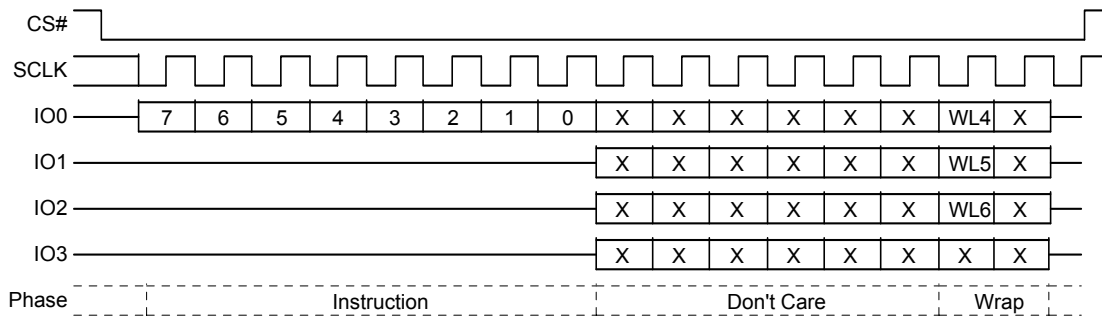 CS#
SCLK
IO0 7 6 5 4 3 2 1 0 X X X X X X WL4 X
IO1 X X X X X X WL5 X
IO2 X X X X X X WL6 X
IO3 X X X X X X X X
Phase Instruction Don't Care Wrap